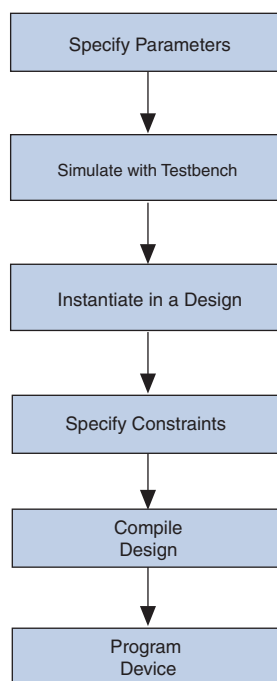 Specify Parameters
Simulate with Testbench
Instantiate in a Design
Specify Constraints
Compile
Design
Program
Device